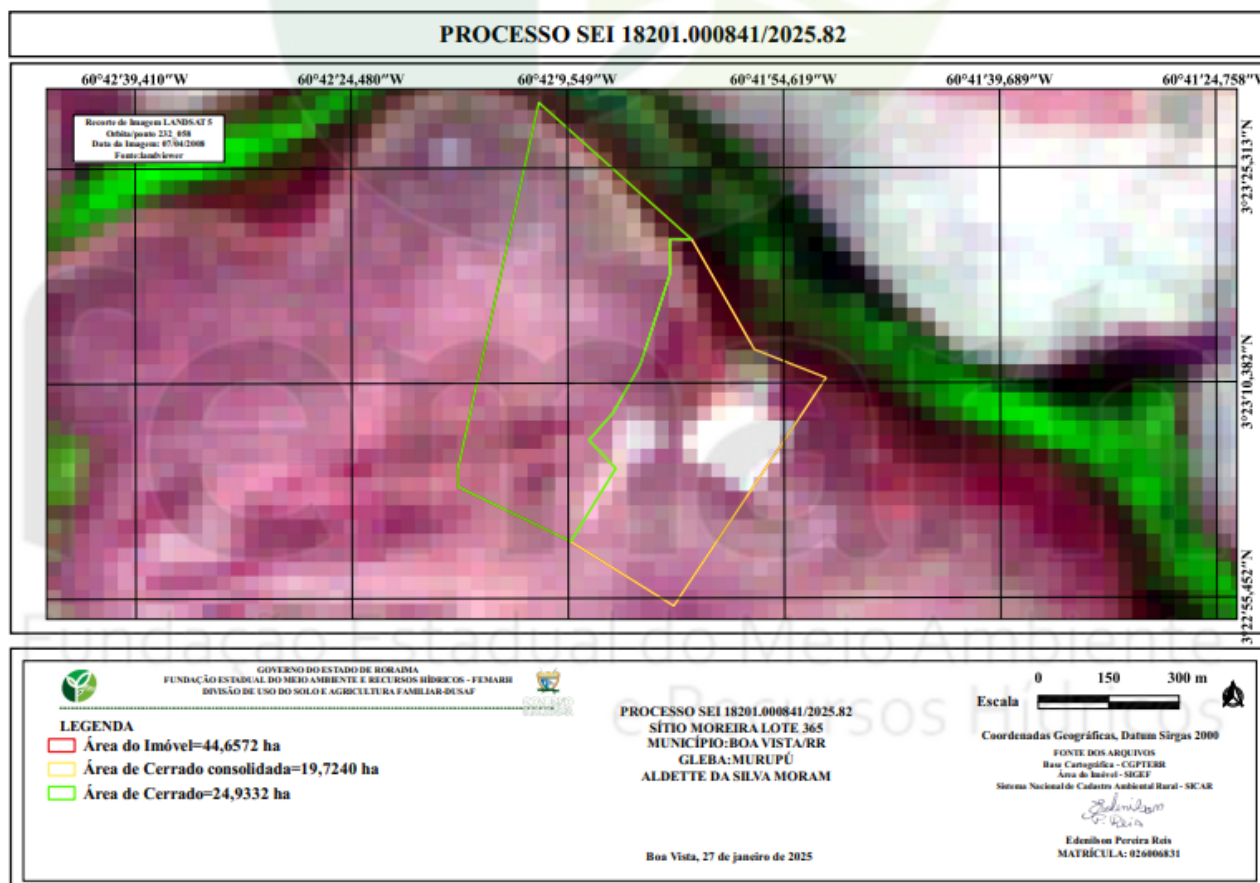 PROCESSO SEI 18201.000841/2025.82
60°42'39,410"W 60°42'24,480"W 60°42'9,549"W 60°41'54,619"W 60°41'39,689"W 60°41'24,758"W
Recorte de Imagem LANDSAT 5
Orbita/ponto 232_058
Data da Imagem: 07/04/2008
Fonte:landviewer
3°23'25,313"N
3°23'10,382"N
3°22'55,452"N
femarh
Fundação Estadual do Meio Ambiente
e Recursos Hídricos
GOVERNO DO ESTADO DE RORAIMA
FUNDAÇÃO ESTADUAL DO MEIO AMBIENTE E RECURSOS HÍDRICOS - FEMARH
DIVISÃO DE USO DO SOLO E AGRICULTURA FAMILIAR-DUSAF
LEGENDA
Área do Imóvel=44,6572 ha
Área de Cerrado consolidada=19,7240 ha
Área de Cerrado=24,9332 ha
PROCESSO SEI 18201.000841/2025.82
SÍTIO MOREIRA LOTE 365
MUNICÍPIO:BOA VISTA/RR
GLEBA:MURUPÚ
ALDETTE DA SILVA MORAM
Boa Vista, 27 de janeiro de 2025
0 150 300 m
Escala
Coordenadas Geográficas, Datum Sirgas 2000
FONTE DOS ARQUIVOS
Base Cartográfica - CGPTERR
Área do Imóvel - SIGEF
Sistema Nacional de Cadastro Ambiental Rural - SICAR
Edenilson
P. Reis
Edenilson Pereira Reis
MATRÍCULA: 026006831